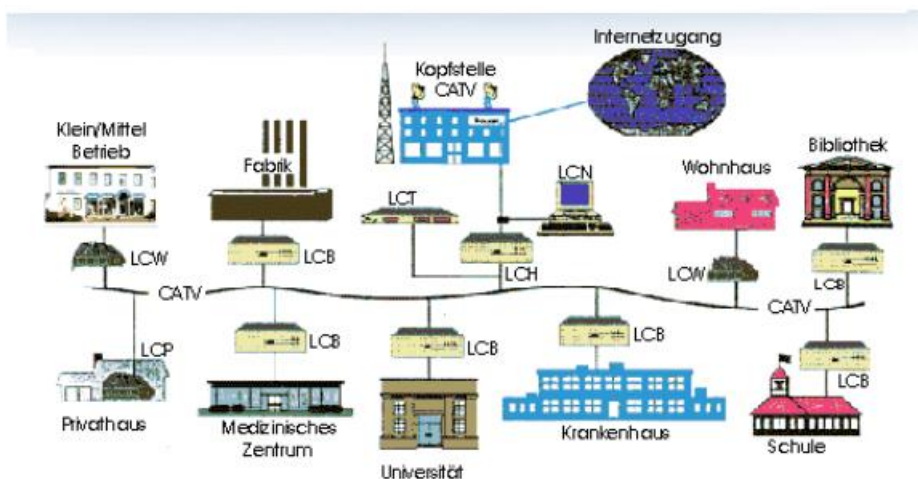 Internetzugang
Kopfstelle
CATV
Klein/Mittel
Betrieb
Fabrik
LCT
LCN
Wohnhaus
Bibliothek
LCW
LCB
LCH
LCW
LCB
CATV
CATV
LCP
LCB
LCB
LCB
LCB
Privathaus
Medizinisches
Zentrum
Universität
Krankenhaus
Schule